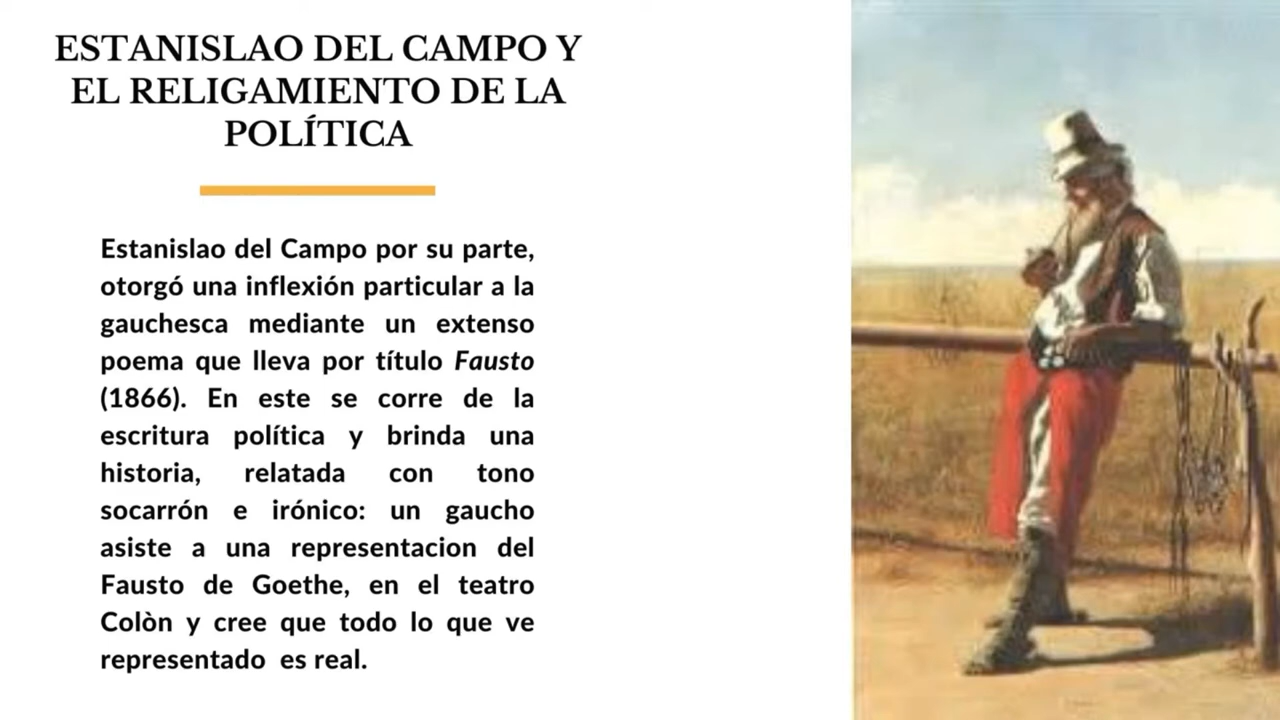 ESTANISLAO DEL CAMPO Y
EL RELIGAMIENTO DE LA
POLÍTICA
Estanislao del Campo por su parte,
otorgó una inflexión particular a la
gauchesca mediante un extenso
poema que lleva por título Fausto
(1866). En este se corre de la
escritura política y brinda una
historia, relatada con tono
socarrón e irónico: un gaucho
asiste a una representacion del
Fausto de Goethe, en el teatro
Colòn y cree que todo lo que ve
representado es real.